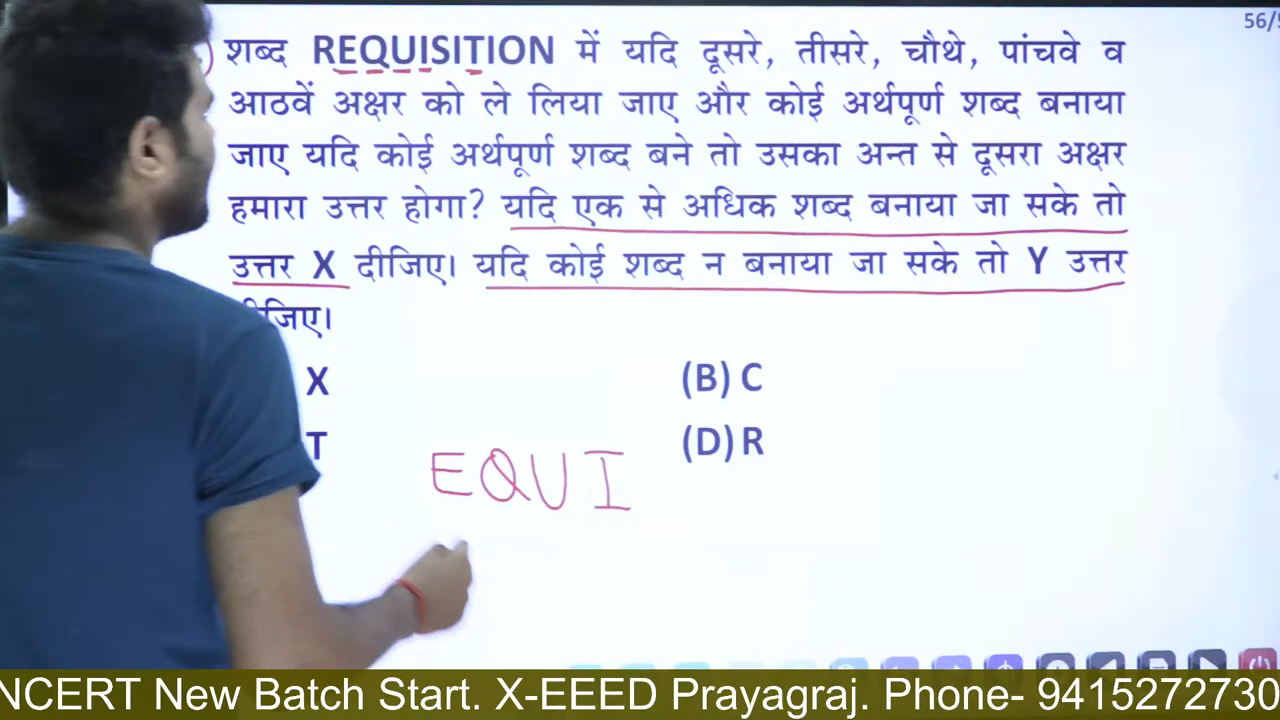 56/
शब्द REQUISITION में यदि दूसरे, तीसरे, चौथे, पांचवे व
आठवें अक्षर को ले लिया जाए और कोई अर्थपूर्ण शब्द बनाया
जाए यदि कोई अर्थपूर्ण शब्द बने तो उसका अन्त से दूसरा अक्षर
हमारा उत्तर होगा? यदि एक से अधिक शब्द बनाया जा सके तो
उत्तर X दीजिए। यदि कोई शब्द न बनाया जा सके तो Y उत्तर
जिए।
X (B) C
T (D) R
EQUI
NCERT New Batch Start. X-EEED Prayagraj. Phone- 9415272730